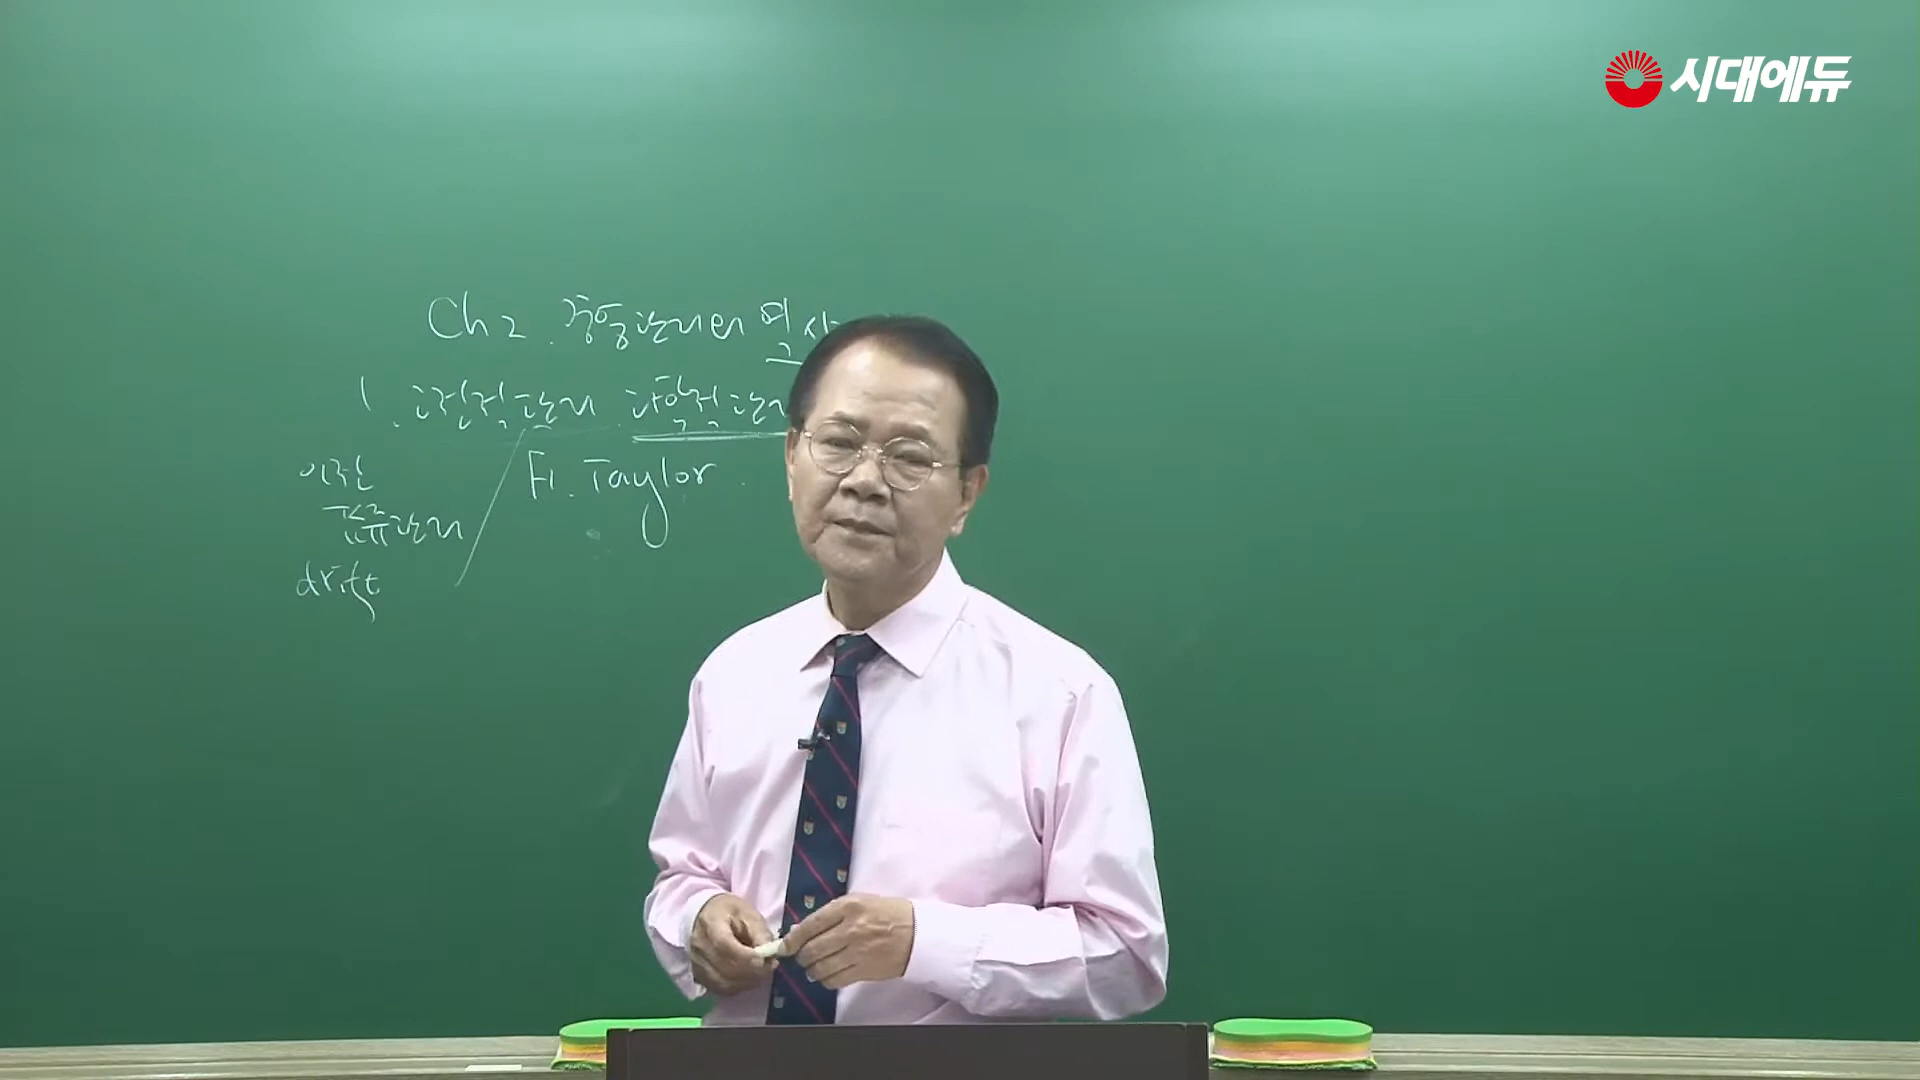 시대에듀
Ch 2. 경영관리의 역사
1. 고전적 관리 과학적 관리
이전 F. Taylor
표류관리
drift